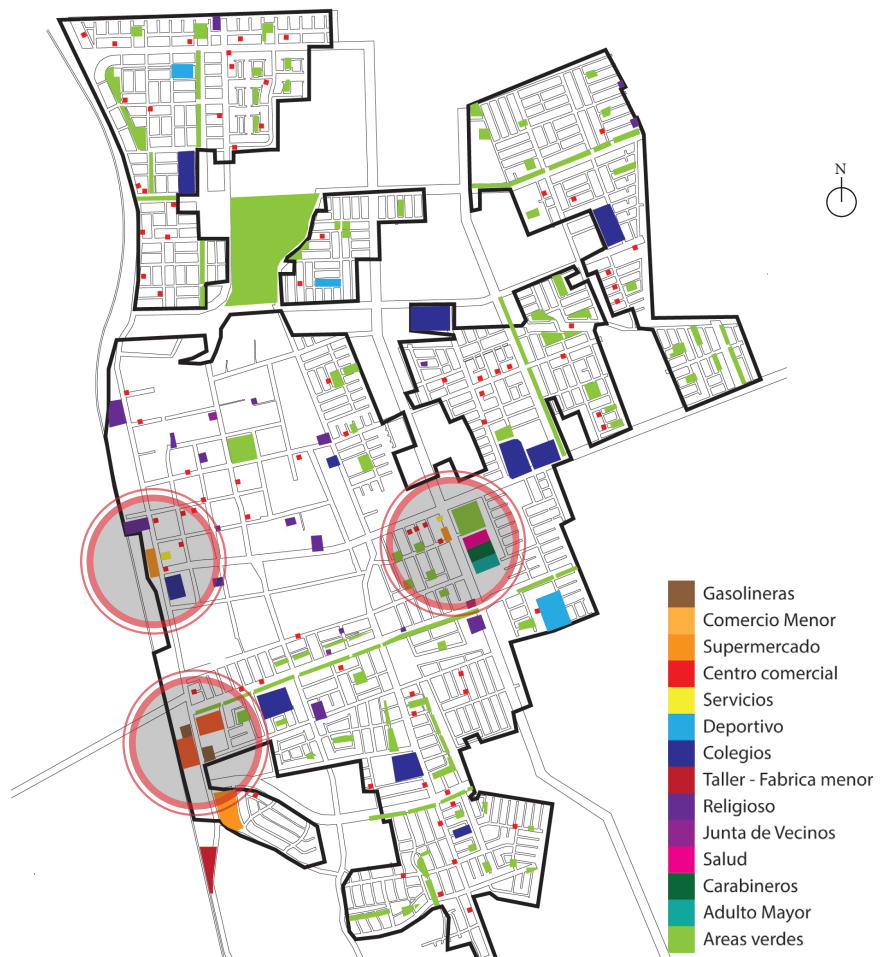 N
Gasolineras
Comercio Menor
Supermercado
Centro comercial
Servicios
Deportivo
Colegios
Taller - Fabrica menor
Religioso
Junta de Vecinos
Salud
Carabineros
Adulto Mayor
Areas verdes